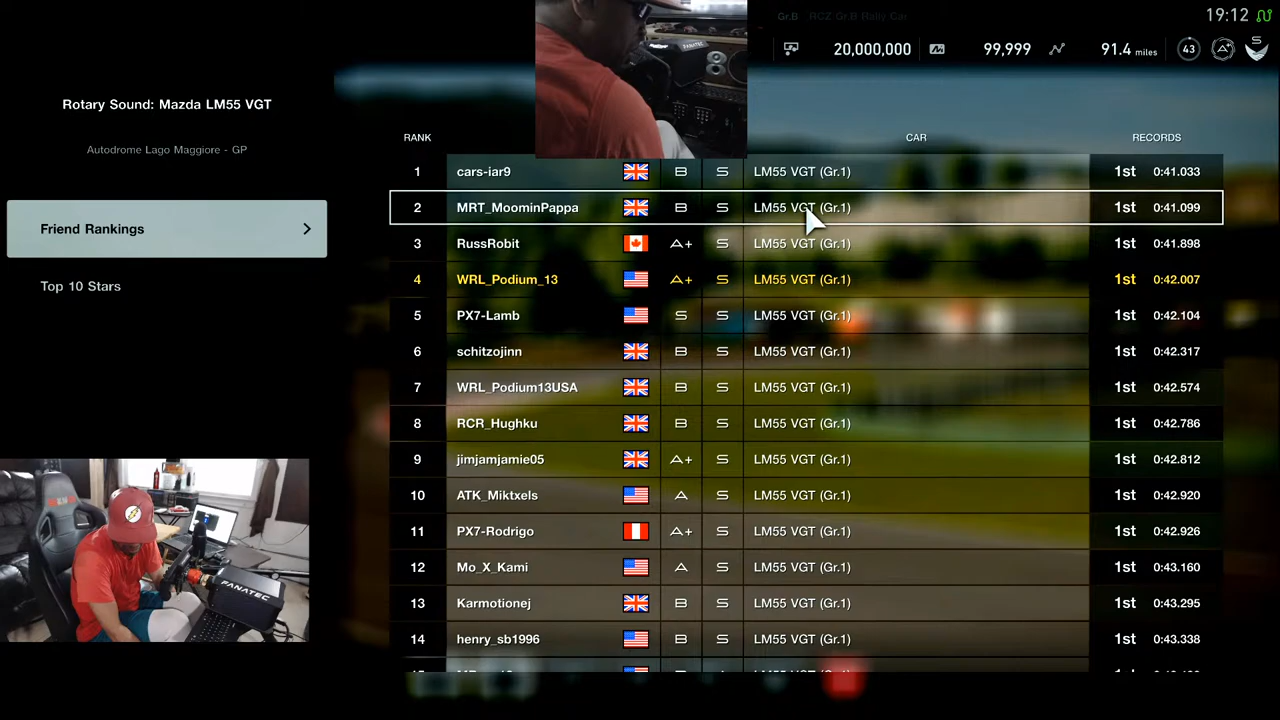 Gr.B RCZ Gr.B Rally Car
19:12
20,000,000 99,999 91.4 miles 43 A+ S
Rotary Sound: Mazda LM55 VGT
Autodrome Lago Maggiore - GP
Friend Rankings
Top 10 Stars
RANK CAR RECORDS
1 cars-iar9 B S LM55 VGT (Gr.1) 1st 0:41.033
2 MRT_MoominPappa B S LM55 VGT (Gr.1) 1st 0:41.099
3 RussRobit A+ S LM55 VGT (Gr.1) 1st 0:41.898
4 WRL_Podium_13 A+ S LM55 VGT (Gr.1) 1st 0:42.007
5 PX7-Lamb S S LM55 VGT (Gr.1) 1st 0:42.104
6 schitzojinn B S LM55 VGT (Gr.1) 1st 0:42.317
7 WRL_Podium13USA B S LM55 VGT (Gr.1) 1st 0:42.574
8 RCR_Hughku B S LM55 VGT (Gr.1) 1st 0:42.786
9 jimjamjamie05 A+ S LM55 VGT (Gr.1) 1st 0:42.812
10 ATK_Miktxels A S LM55 VGT (Gr.1) 1st 0:42.920
11 PX7-Rodrigo A+ S LM55 VGT (Gr.1) 1st 0:42.926
12 Mo_X_Kami A S LM55 VGT (Gr.1) 1st 0:43.160
13 Karmotionej B S LM55 VGT (Gr.1) 1st 0:43.295
14 henry_sb1996 B S LM55 VGT (Gr.1) 1st 0:43.338
FANATEC
FANATEC